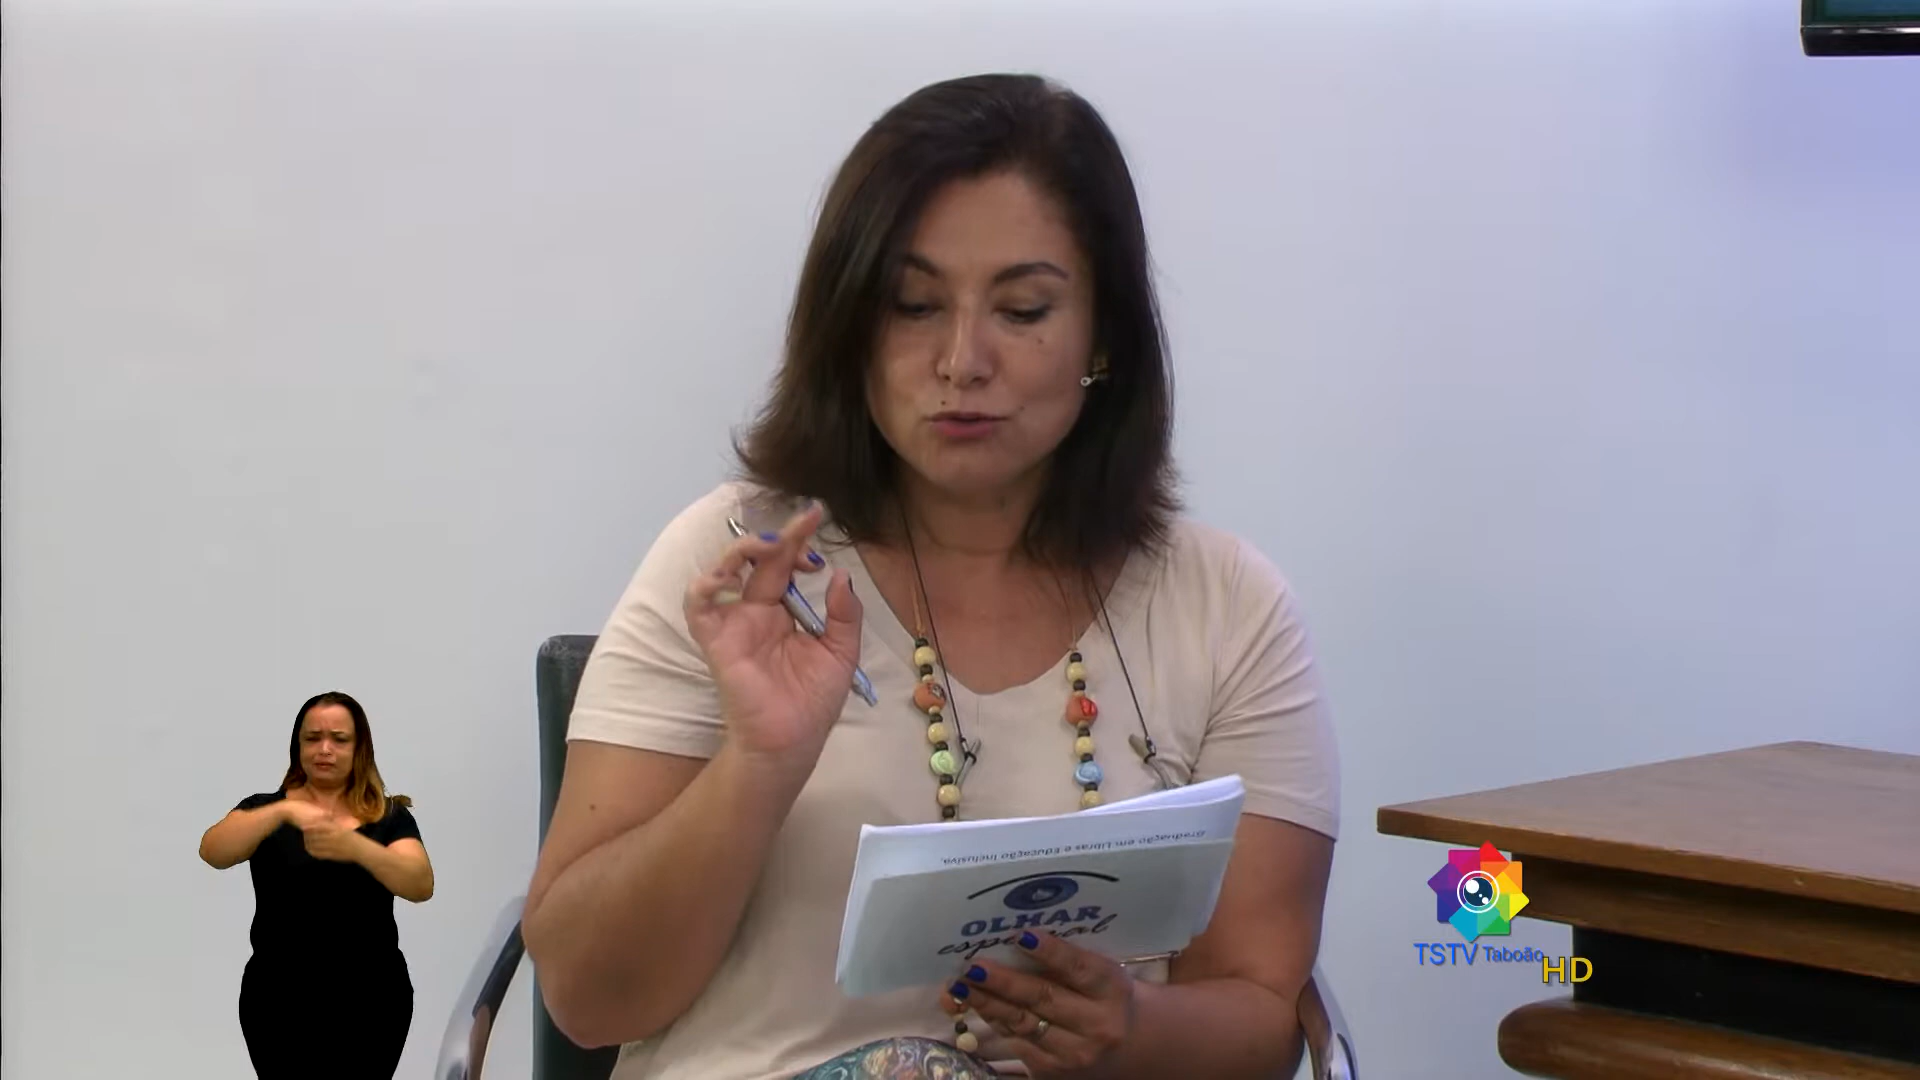 Graduação em Libras e Educação Inclusiva.
OLHAR
especial
TSTV Taboão
HD